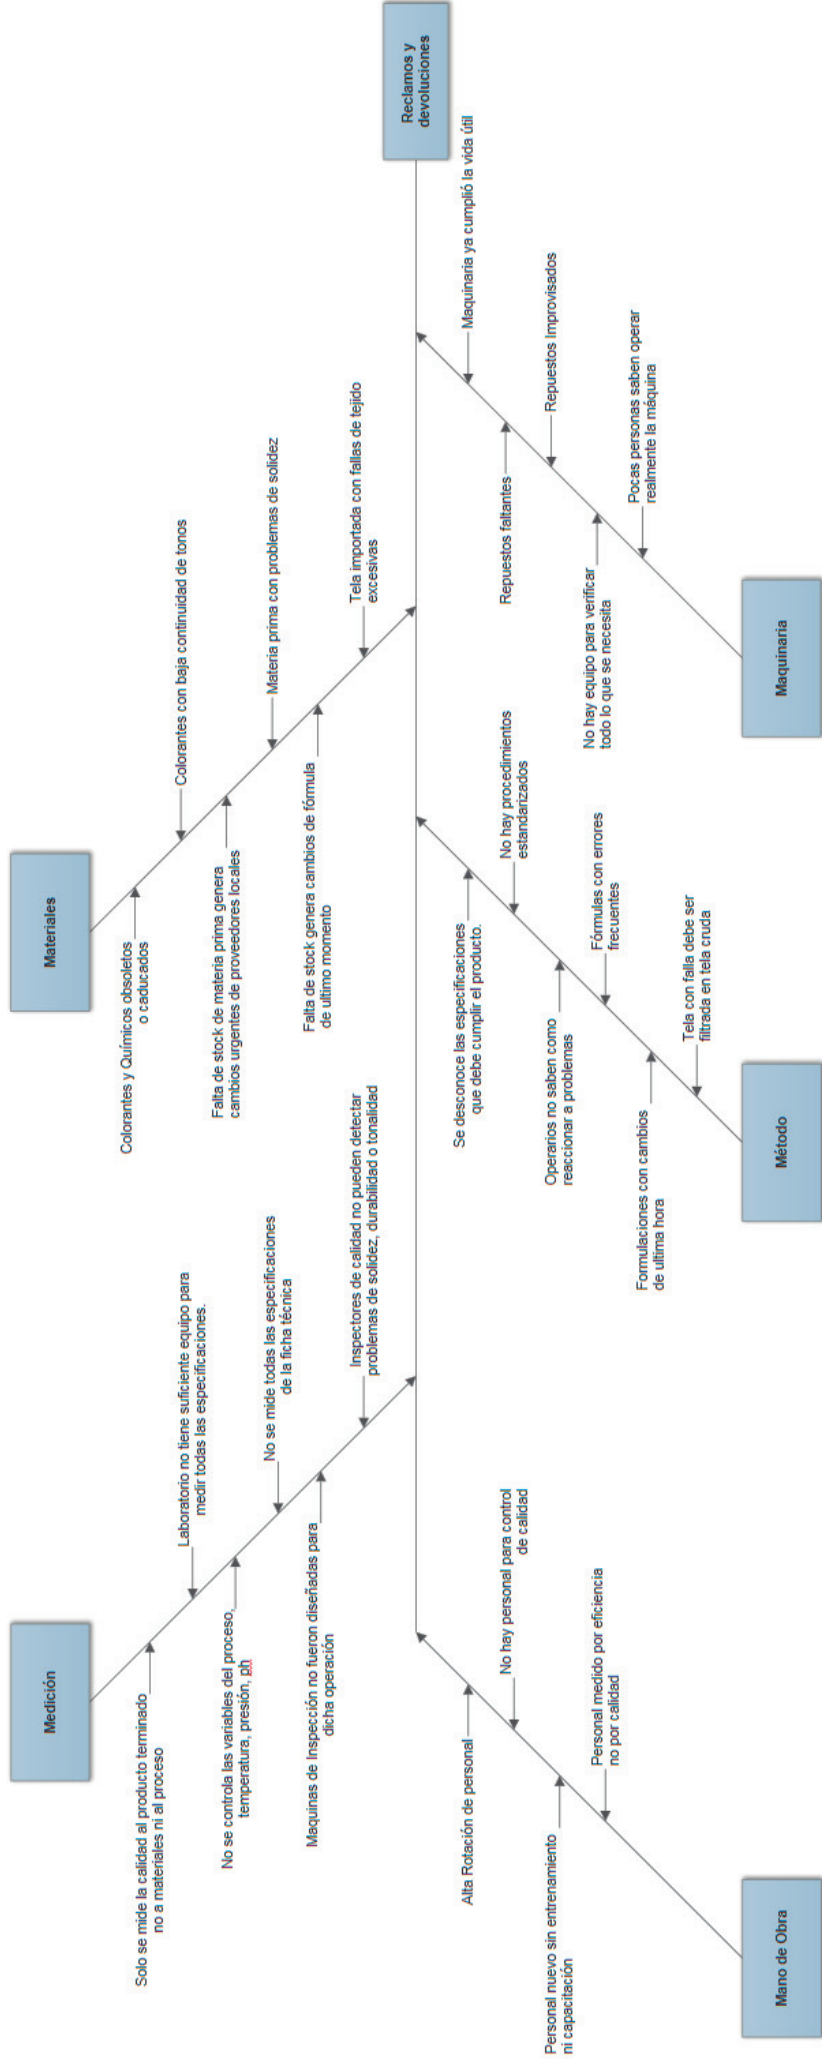 Medición
Solo se mide la calidad al producto terminado
no a materiales ni al proceso
Laboratorio no tiene suficiente equipo para
medir todas las especificaciones.
No se controla las variables del proceso,
temperatura, presión, ph
No se mide todas las especificaciones
de la ficha técnica
Maquinas de Inspección no fueron diseñadas para
dicha operación
Inspectores de calidad no pueden detectar
problemas de solidez, durabilidad o tonalidad
Materiales
Colorantes y Químicos obsoletos
o caducados
Colorantes con baja continuidad de tonos
Falta de stock de materia prima genera
cambios urgentes de proveedores locales
Materia prima con problemas de solidez
Falta de stock genera cambios de fórmula
de ultimo momento
Tela importada con fallas de tejido
excesivas
Reclamos y
devoluciones
Alta Rotación de personal
No hay personal para control
de calidad
Personal nuevo sin entrenamiento
ni capacitación
Personal medido por eficiencia
no por calidad
Mano de Obra
Se desconoce las especificaciones
que debe cumplir el producto.
No hay procedimientos
estandarizados
Operarios no saben como
reaccionar a problemas
Fórmulas con errores
frecuentes
Formulaciones con cambios
de ultima hora
Tela con falla debe ser
filtrada en tela cruda
Método
Maquinaria ya cumplió la vida útil
Repuestos faltantes
Repuestos Improvisados
No hay equipo para verificar
todo lo que se necesita
Pocas personas saben operar
realmente la máquina
Maquinaria